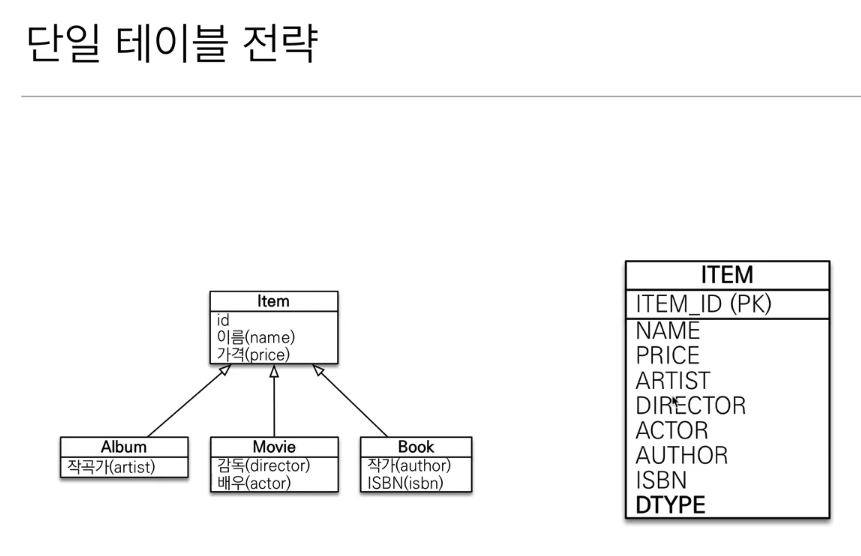 단일 테이블 전략
Item
id
이름(name)
가격(price)
Album
작곡가(artist)
Movie
감독(director)
배우(actor)
Book
작가(author)
ISBN(isbn)
ITEM
ITEM_ID (PK)
NAME
PRICE
ARTIST
DIRECTOR
ACTOR
AUTHOR
ISBN
DTYPE